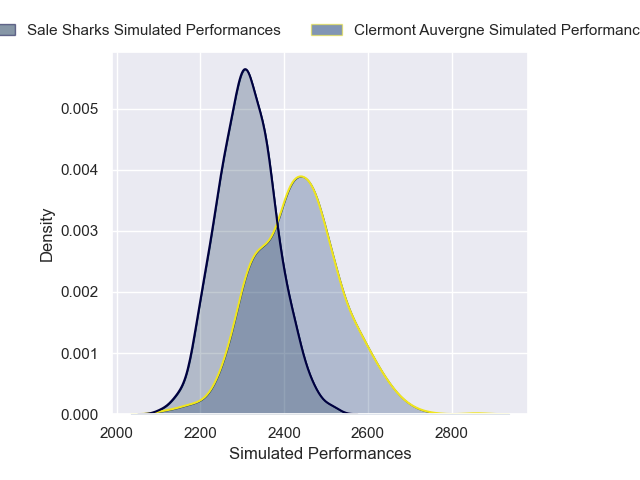 Sale Sharks Simulated Performances
Clermont Auvergne Simulated Performanc
0.005
0.004
0.003
0.002
0.001
0.000
Density
2000 2200 2400 2600 2800
Simulated Performances